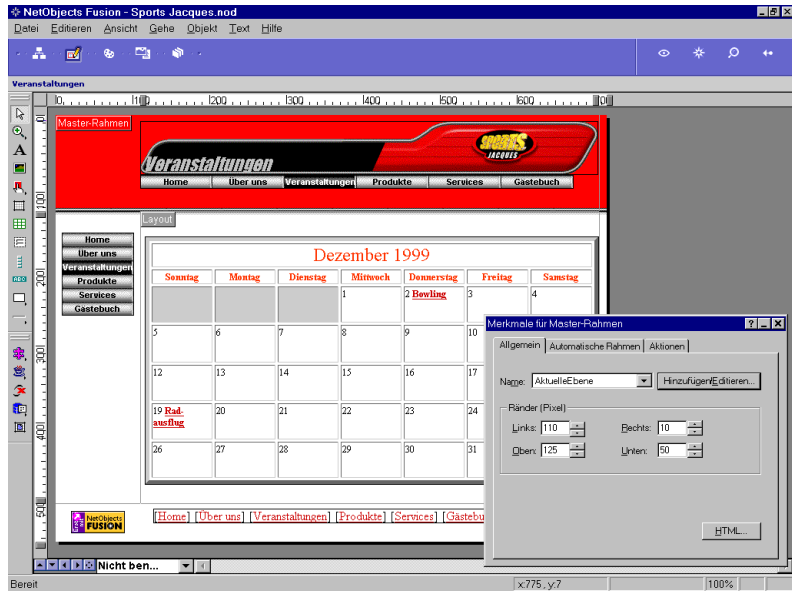 NetObjects Fusion - Sports Jacques.nod
Datei Editieren Ansicht Gehe Objekt Text Hilfe
Veranstaltungen
0 100 200 300 400 500 600 700
Master-Rahmen
SPORTS
JACQUES
Veranstaltungen
Home Über uns Veranstaltungen Produkte Services Gästebuch
Layout
Home
Über uns
Veranstaltungen
Produkte
Services
Gästebuch
Dezember 1999
Sonntag Montag Dienstag Mittwoch Donnerstag Freitag Samstag
1 2 Bowling 3 4
5 6 7 8 9 10
12 13 14 15 16 17
19 Rad-
ausflug
20 21 22 23 24
26 27 28 29 30 31
Merkmale für Master-Rahmen
Allgemein Automatische Rahmen Aktionen
Name: AktuelleEbene Hinzufügen/Editieren...
Ränder (Pixel)
Links: 110 Rechts: 10
Oben: 125 Unten: 50
HTML...
NetObjects
FUSION
[Home] [Über uns] [Veranstaltungen] [Produkte] [Services] [Gästebu
Nicht ben...
Bereit x:775, y:7 100%